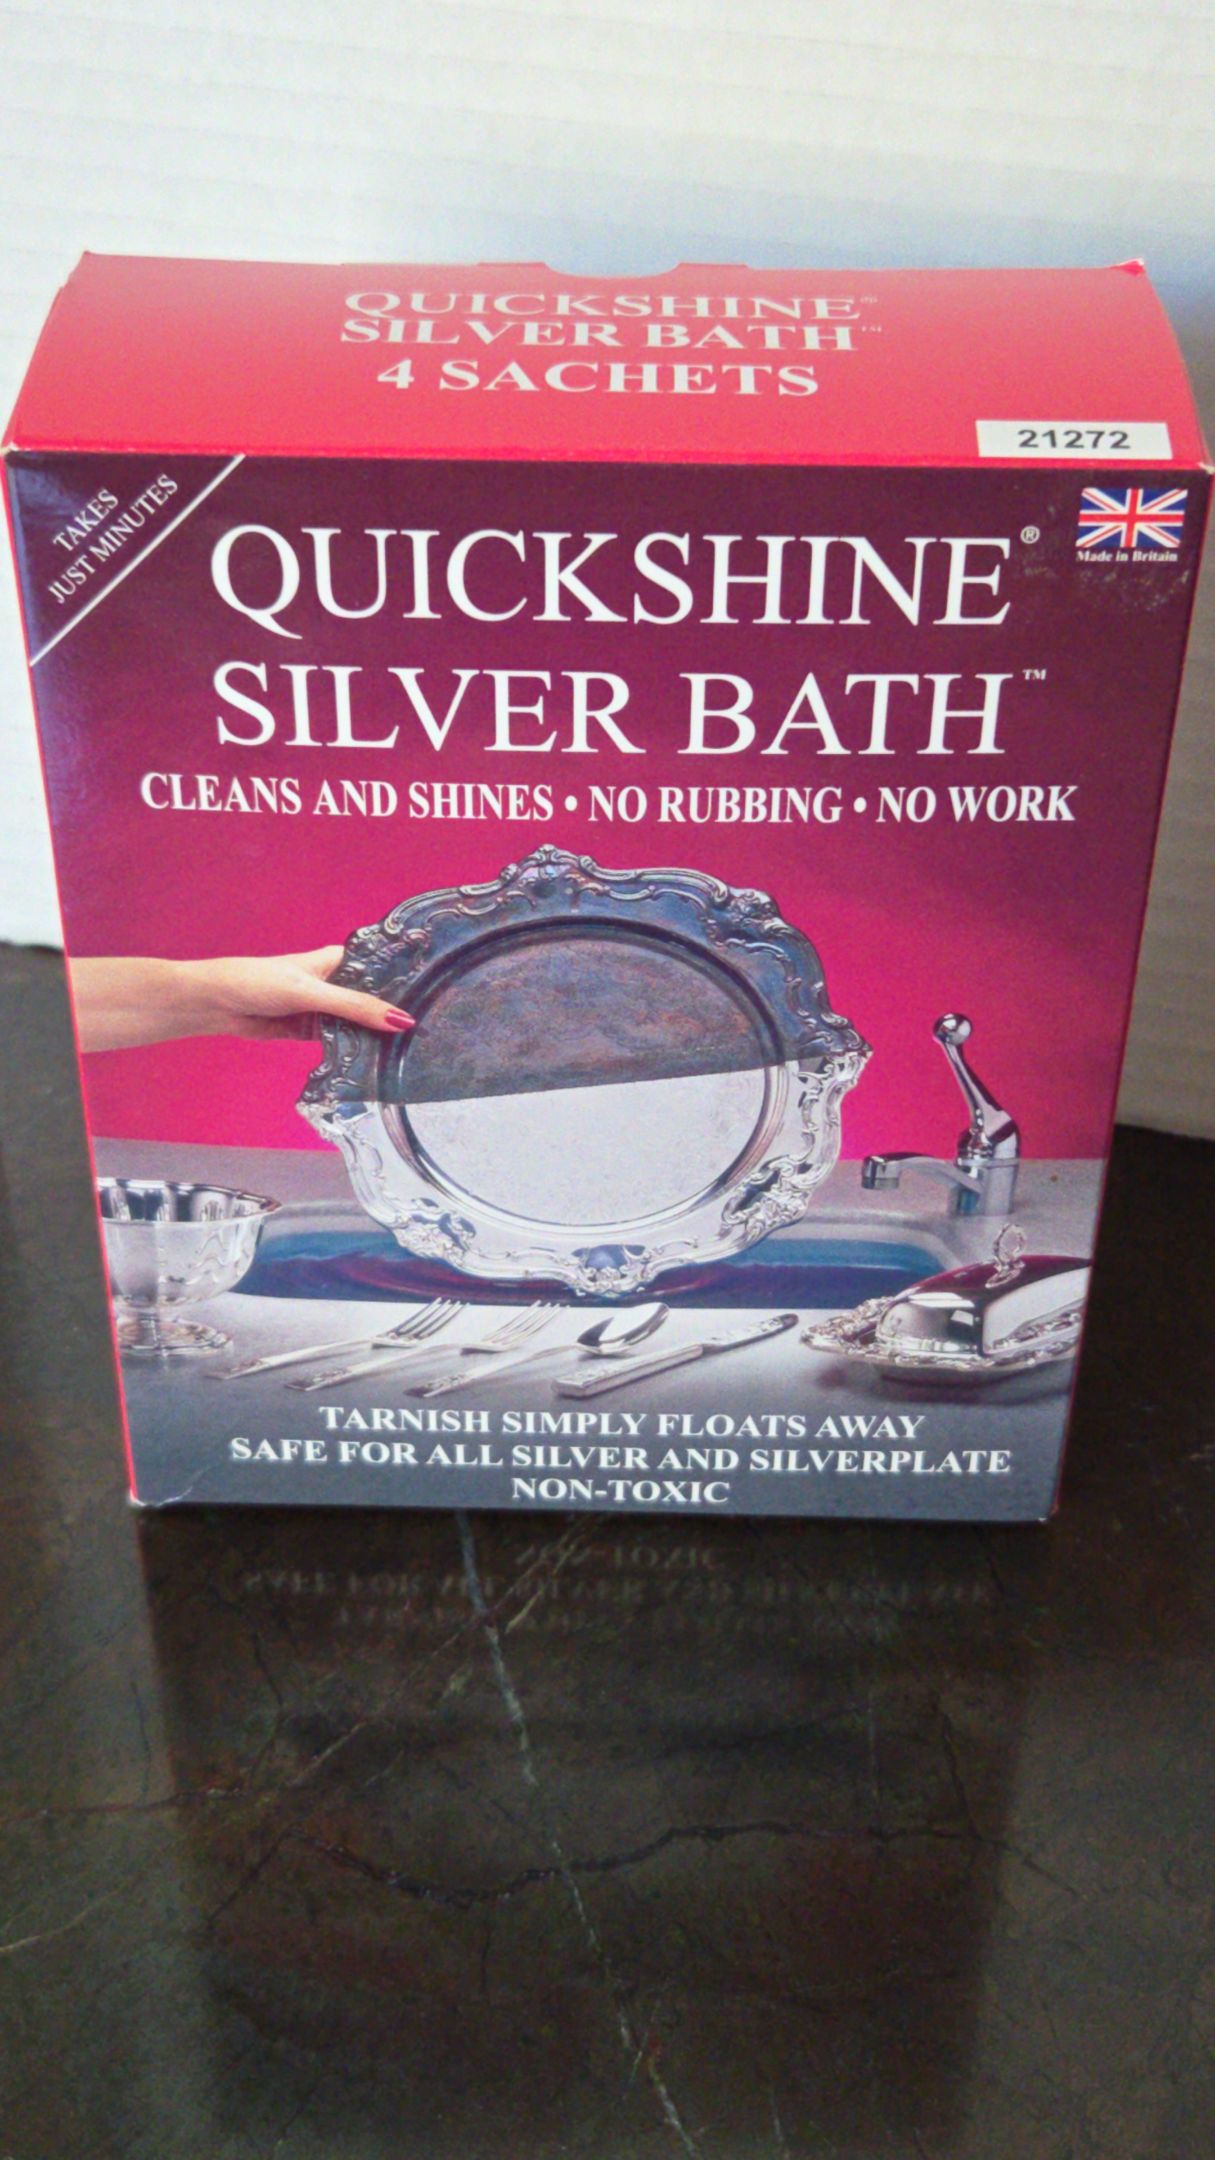 QUICKSHINE®
SILVER BATH™
4 SACHETS
21272
TAKES
JUST MINUTES
Made in Britain
QUICKSHINE®
SILVER BATH™
CLEANS AND SHINES • NO RUBBING • NO WORK
TARNISH SIMPLY FLOATS AWAY
SAFE FOR ALL SILVER AND SILVERPLATE
NON-TOXIC